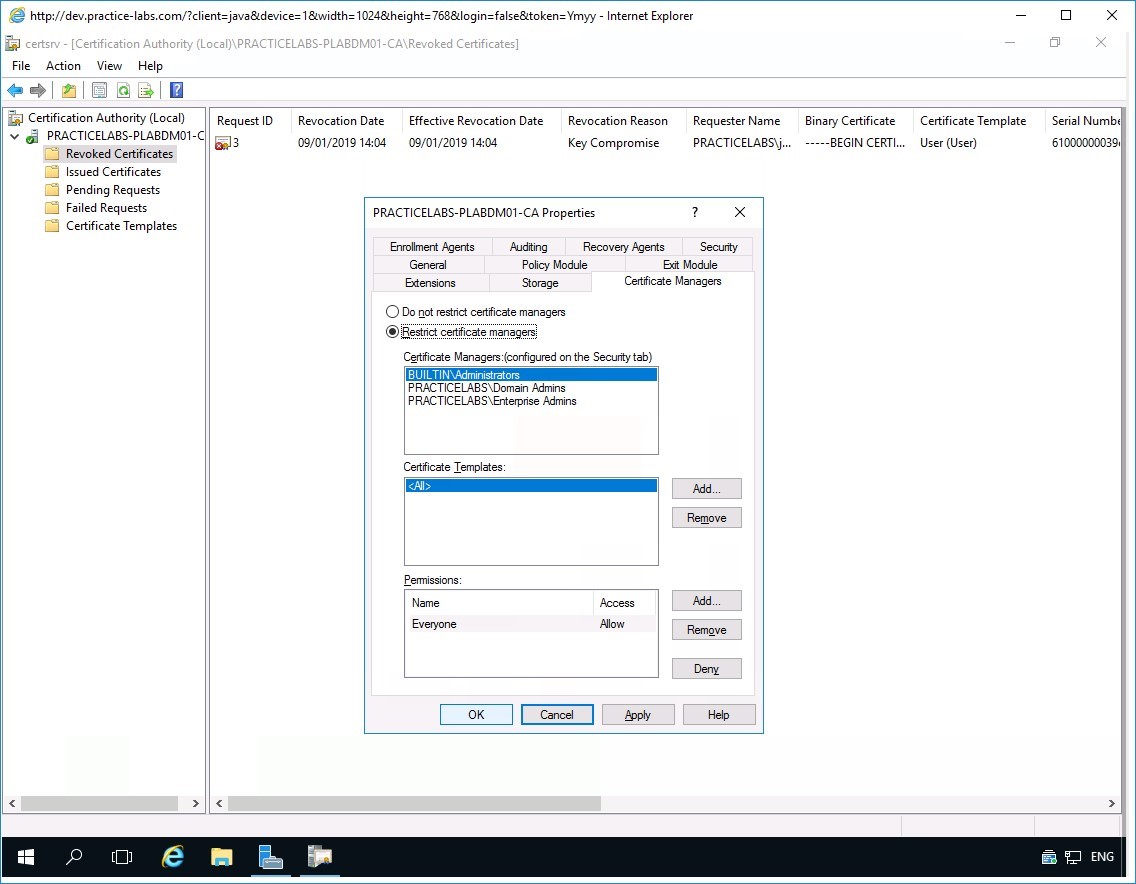 http://dev.practice-labs.com/?client=java&device=1&width=1024&height=768&login=false&token=Ymyy - Internet Explorer
certsrv - [Certification Authority (Local)\PRACTICELABS-PLABDM01-CA\Revoked Certificates]
File Action View Help
Certification Authority (Local)
PRACTICELABS-PLABDM01-C
Revoked Certificates
Issued Certificates
Pending Requests
Failed Requests
Certificate Templates
Request ID Revocation Date Effective Revocation Date Revocation Reason Requester Name Binary Certificate Certificate Template Serial Numbe
3 09/01/2019 14:04 09/01/2019 14:04 Key Compromise PRACTICELABS\j... -----BEGIN CERTI... User (User) 61000000039
PRACTICELABS-PLABDM01-CA Properties
Enrollment Agents Auditing Recovery Agents Security
General Policy Module Exit Module
Extensions Storage Certificate Managers
Do not restrict certificate managers
Restrict certificate managers
Certificate Managers:(configured on the Security tab)
BUILTIN\Administrators
PRACTICELABS\Domain Admins
PRACTICELABS\Enterprise Admins
Certificate Templates:
<All>
Add...
Remove
Permissions:
Name Access
Everyone Allow
Add...
Remove
Deny
OK Cancel Apply Help
ENG